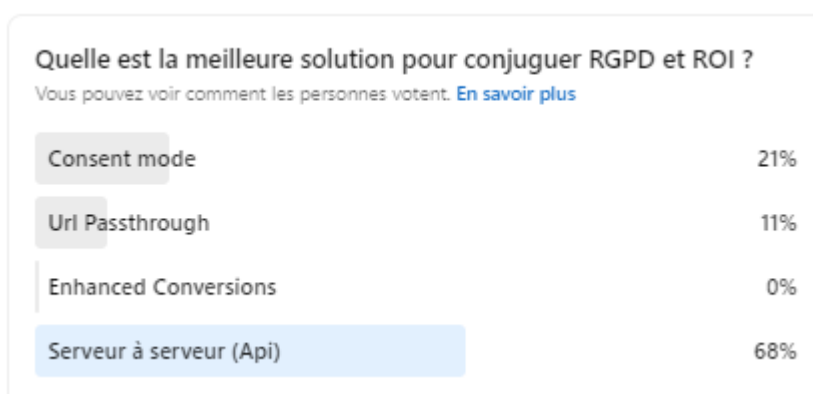 Quelle est la meilleure solution pour conjuguer RGPD et ROI ?
Vous pouvez voir comment les personnes votent. En savoir plus
Consent mode 21%
Url Passthrough 11%
Enhanced Conversions 0%
Serveur à serveur (Api) 68%